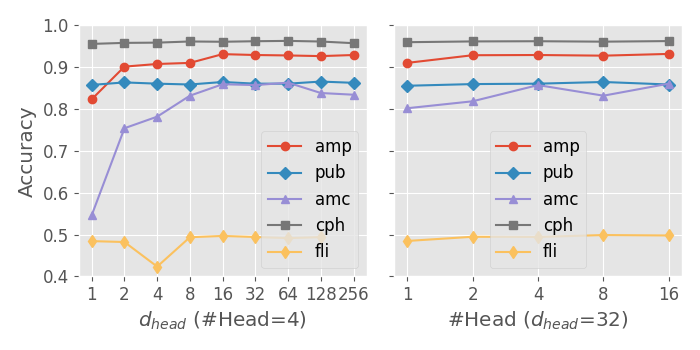 1.0
0.9
0.8
0.7
0.6
0.5
0.4
Accuracy
amp
pub
amc
cph
fli
amp
pub
amc
cph
fli
1 2 4 8 16 32 64 128 256
1 2 4 8 16
d_head (#Head=4)
#Head (d_head=32)